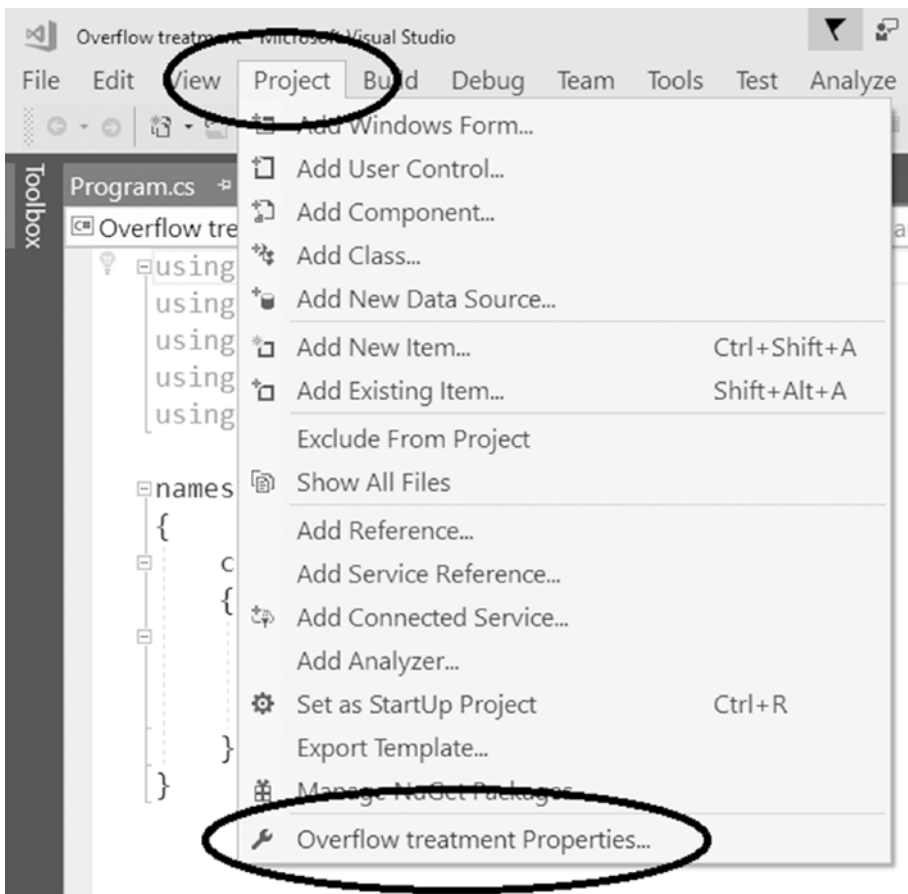 Overflow treatment - Microsoft Visual Studio
File Edit View Project Build Debug Team Tools Test Analyze
Toolbox
Program.cs
C# Overflow tre
Add Windows Form...
Add User Control...
Add Component...
Add Class...
Add New Data Source...
Add New Item... Ctrl+Shift+A
Add Existing Item... Shift+Alt+A
Exclude From Project
Show All Files
Add Reference...
Add Service Reference...
Add Connected Service...
Add Analyzer...
Set as StartUp Project Ctrl+R
Export Template...
Manage NuGet Packages...
Overflow treatment Properties...
using
using
using
using
using
names
{
c
{
}
}